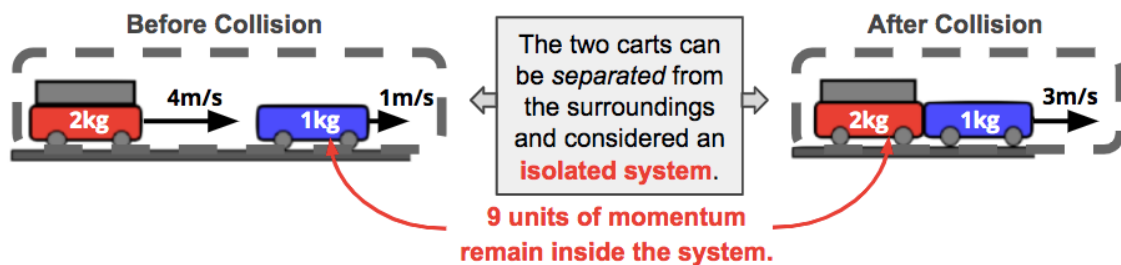 Before Collision
4m/s
1m/s
2kg
1kg
The two carts can
be separated from
the surroundings
and considered an
isolated system.
After Collision
3m/s
2kg
1kg
9 units of momentum
remain inside the system.